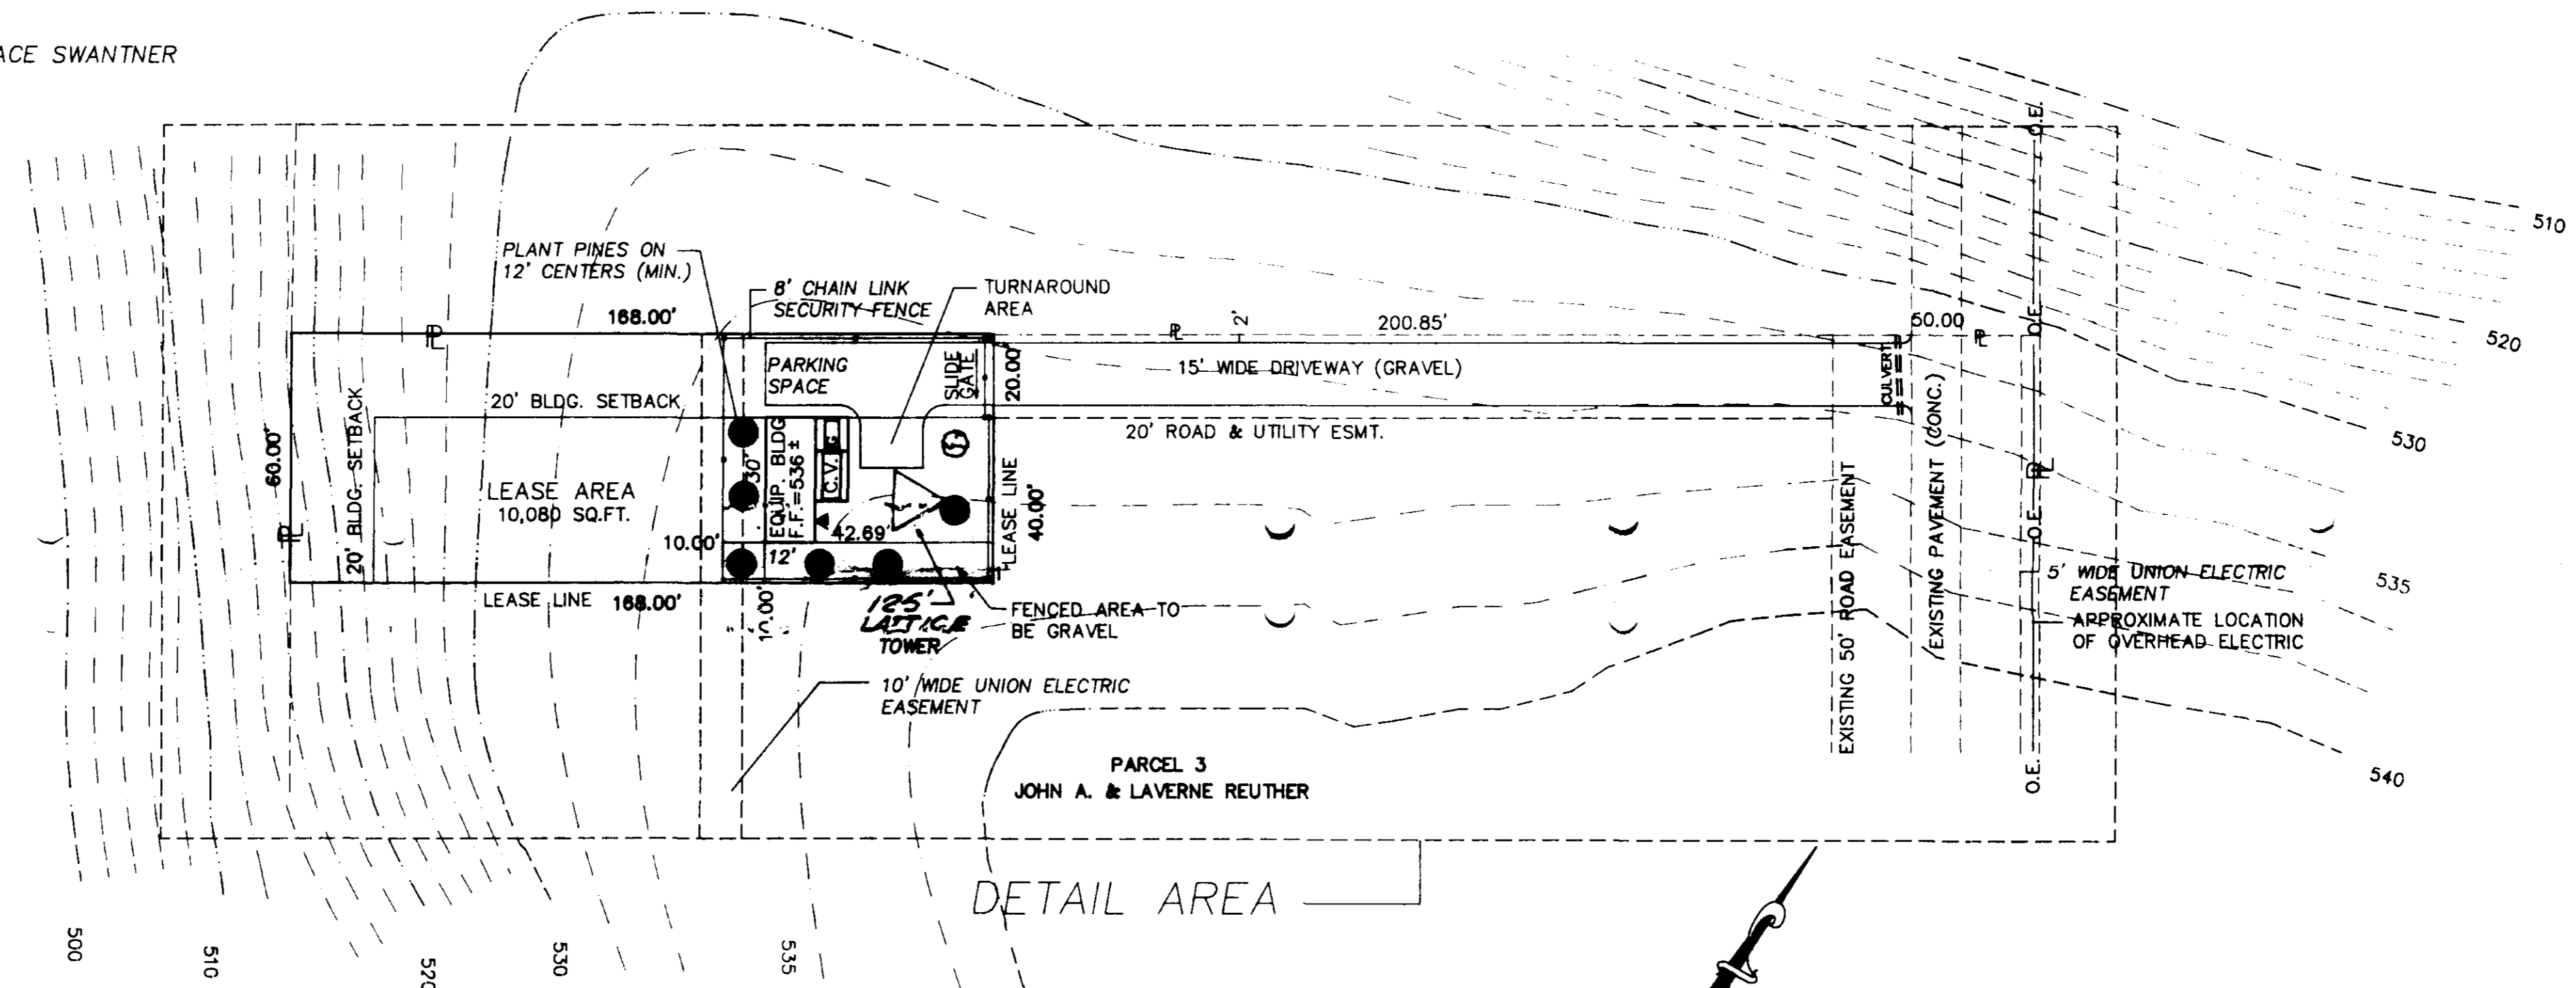 ACE SWANTNER
510
PLANT PINES ON
12' CENTERS (MIN.)
8' CHAIN LINK
SECURITY FENCE
TURNAROUND
AREA
168.00'
2'
200.85'
50.00
520
PARKING
SPACE
SLIDE
GATE
20.00'
15' WIDE DRIVEWAY (GRAVEL)
CULVERT
20' BLDG. SETBACK
20' ROAD & UTILITY ESMT.
530
60.00'
20' BLDG. SETBACK
LEASE AREA
10,080 SQ.FT.
30'
EQUIP. BLDG
F.F.=536±
C.V.
G
42.69'
LEASE LINE
40.00'
10.00'
12'
EXISTING 50' ROAD EASEMENT
EXISTING PAVEMENT (CONC.)
O.E.
O.E.
O.E.
O.E.
5' WIDE UNION ELECTRIC
EASEMENT
535
LEASE LINE
168.00'
10.00'
125'
LATTICE
TOWER
FENCED AREA TO
BE GRAVEL
APPROXIMATE LOCATION
OF OVERHEAD ELECTRIC
10' WIDE UNION ELECTRIC
EASEMENT
PARCEL 3
JOHN A. & LAVERNE REUTHER
540
DETAIL AREA
500
510
520
530
535